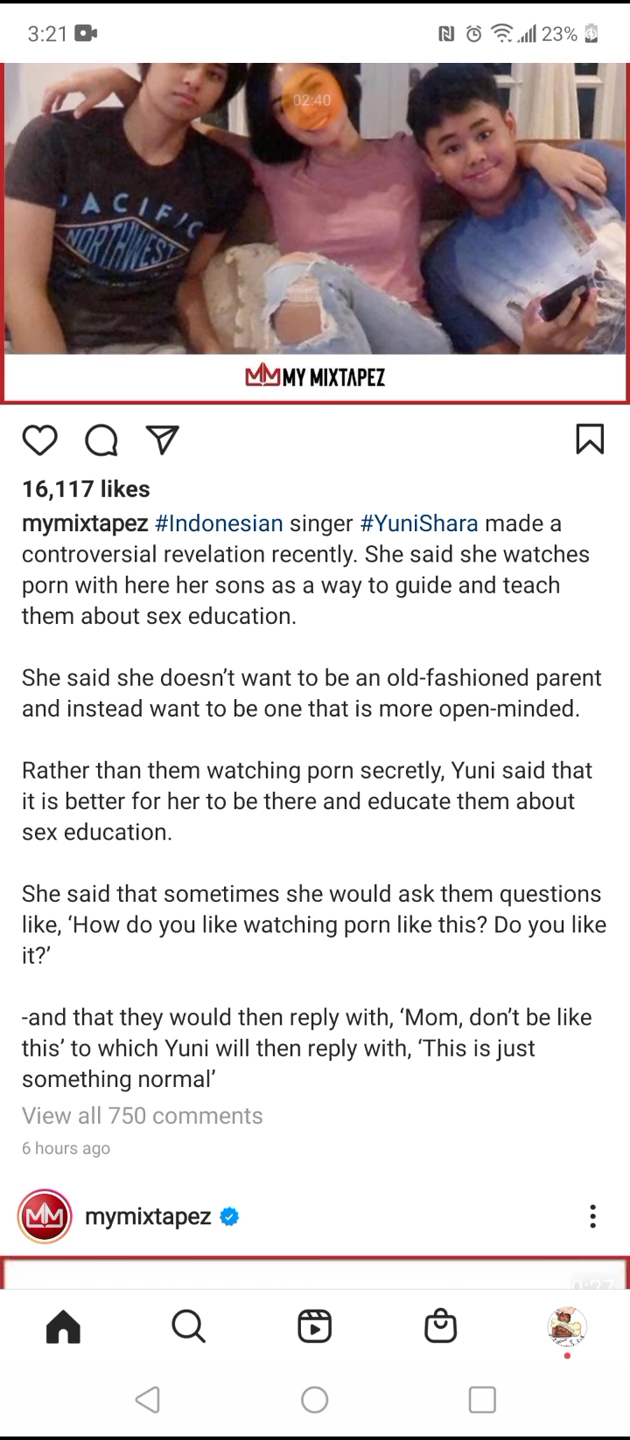 3:21
23%
02:40
PACIFIC
NORTHWEST
MM MY MIXTAPEZ
16,117 likes
mymixtapez #Indonesian singer #YuniShara made a
controversial revelation recently. She said she watches
porn with here her sons as a way to guide and teach
them about sex education.
She said she doesn’t want to be an old-fashioned parent
and instead want to be one that is more open-minded.
Rather than them watching porn secretly, Yuni said that
it is better for her to be there and educate them about
sex education.
She said that sometimes she would ask them questions
like, ‘How do you like watching porn like this? Do you like
it?’
-and that they would then reply with, ‘Mom, don’t be like
this’ to which Yuni will then reply with, ‘This is just
something normal’
View all 750 comments
6 hours ago
MM
mymixtapez